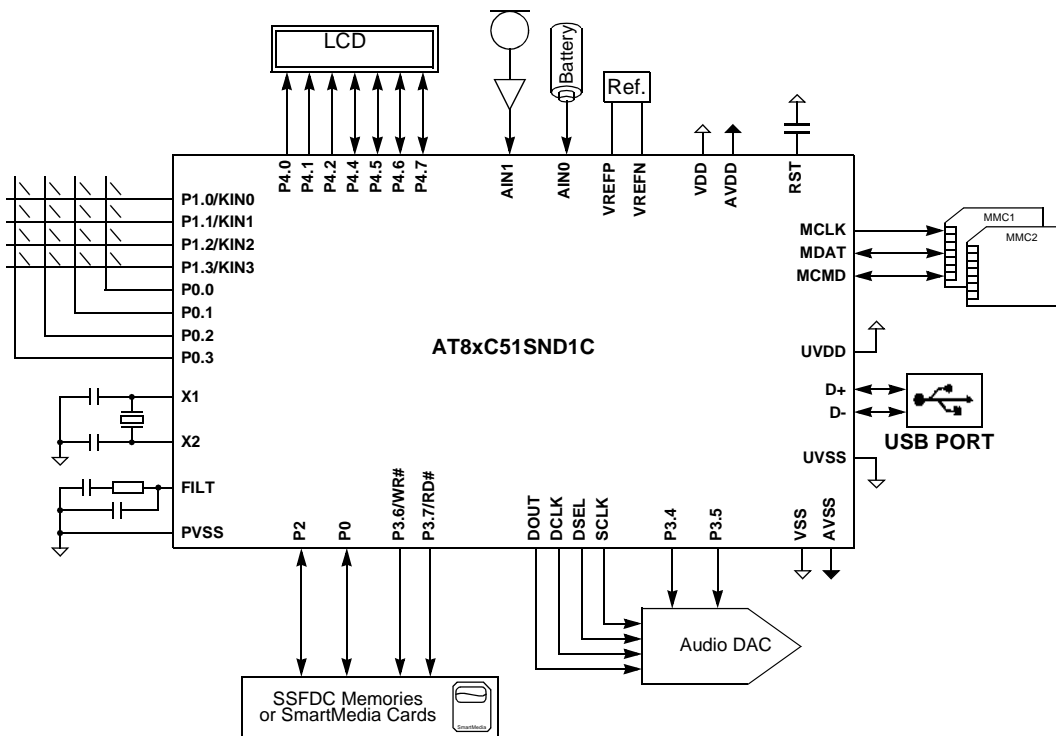 LCD
Battery
Ref.
P4.0
P4.1
P4.2
P4.4
P4.5
P4.6
P4.7
AIN1
AIN0
VREFP
VREFN
VDD
AVDD
RST
P1.0/KIN0
P1.1/KIN1
P1.2/KIN2
P1.3/KIN3
P0.0
P0.1
P0.2
P0.3
X1
X2
FILT
PVSS
AT8xC51SND1C
MCLK
MDAT
MCMD
MMC1
MMC2
UVDD
D+
D-
USB PORT
UVSS
P2
P0
P3.6/WR#
P3.7/RD#
DOUT
DCLK
DSEL
SCLK
P3.4
P3.5
VSS
AVSS
Audio DAC
SSFDC Memories
or SmartMedia Cards
SmartMedia